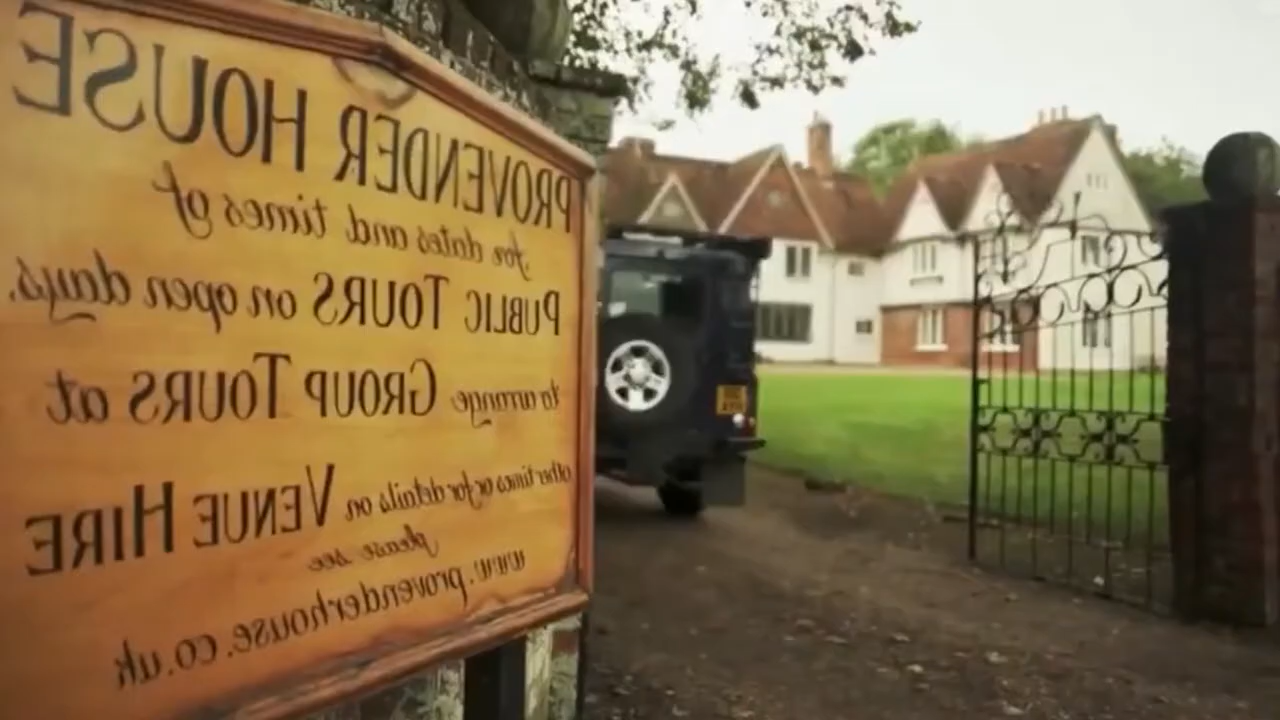 PROVENDER HOUSE
for dates and times of
PUBLIC TOURS on open days,
to arrange GROUP TOURS at
other times or for details on VENUE HIRE
please see
www.provenderhouse.co.uk